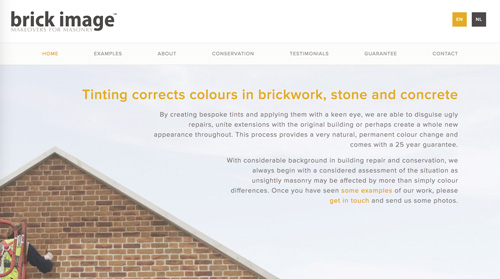 brick image™
MAKEOVERS FOR MASONRY
EN NL
HOME EXAMPLES ABOUT CONSERVATION TESTIMONIALS GUARANTEE CONTACT
Tinting corrects colours in brickwork, stone and concrete
By creating bespoke tints and applying them with a keen eye, we are able to disguise ugly
repairs, unite extensions with the original building or perhaps create a whole new
appearance throughout. This process provides a very natural, permanent colour change and
comes with a 25 year guarantee.
With considerable background in building repair and conservation, we
always begin with a considered assessment of the situation as
unsightly masonry may be affected by more than simply colour
differences. Once you have seen some examples of our work, please
get in touch and send us some photos.